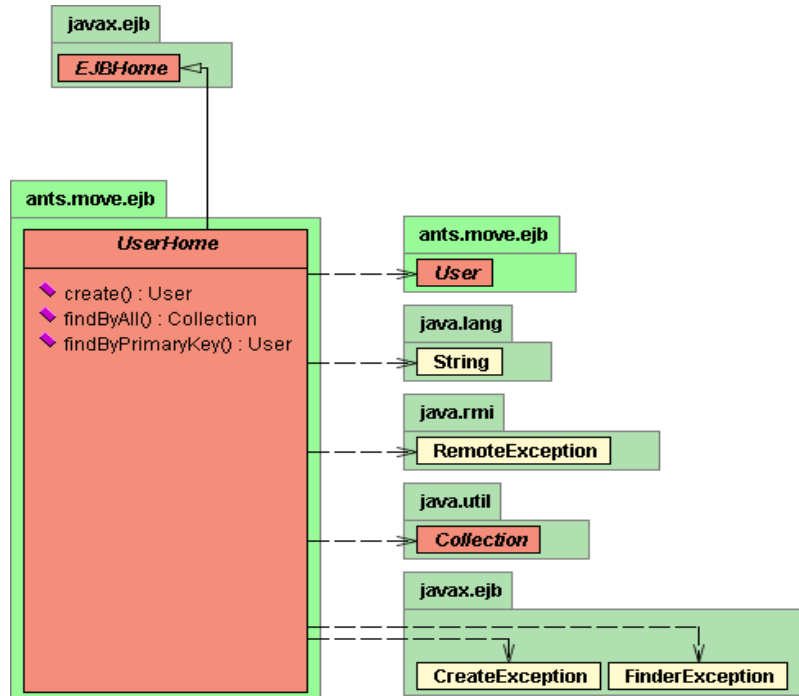 javax.ejb
EJBHome
ants.move.ejb
UserHome
create() : User
findByAll() : Collection
findByPrimaryKey() : User
ants.move.ejb
User
java.lang
String
java.rmi
RemoteException
java.util
Collection
javax.ejb
CreateException
FinderException